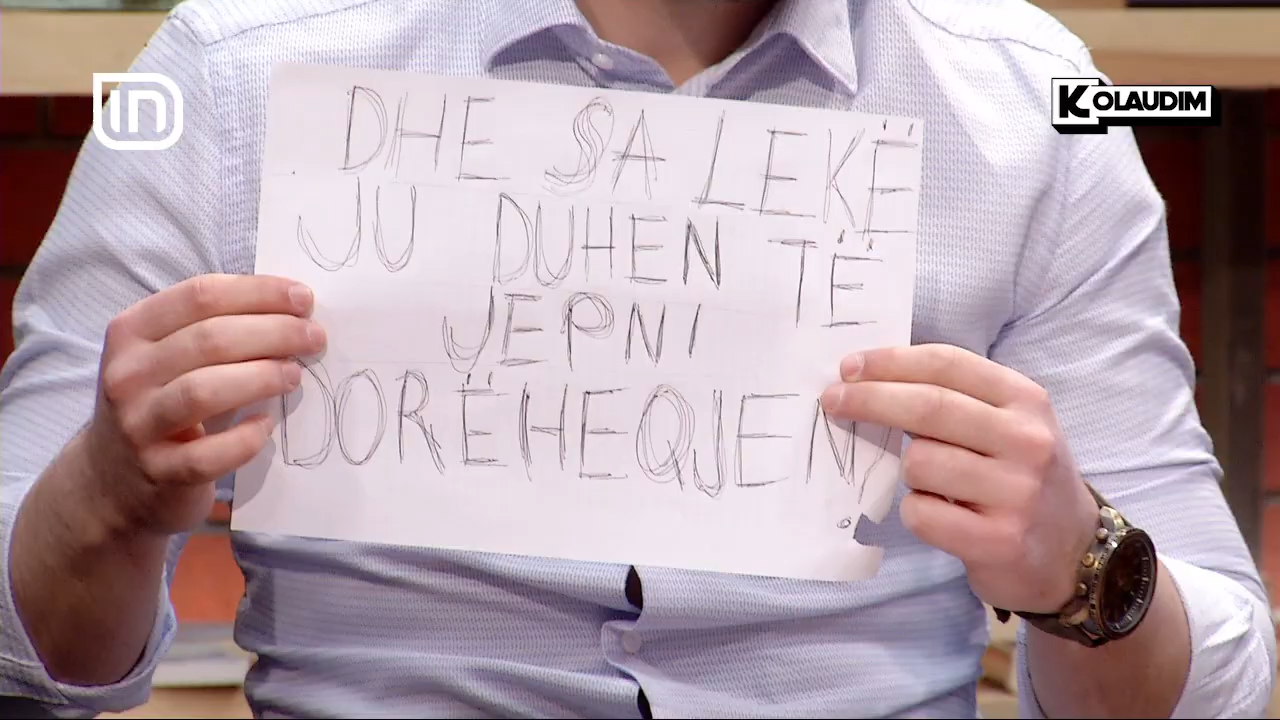 IN
KOLAUDIM
DHE SA LEKË
JU DUHEN TË
JEPNI
DORËHEQJEN?